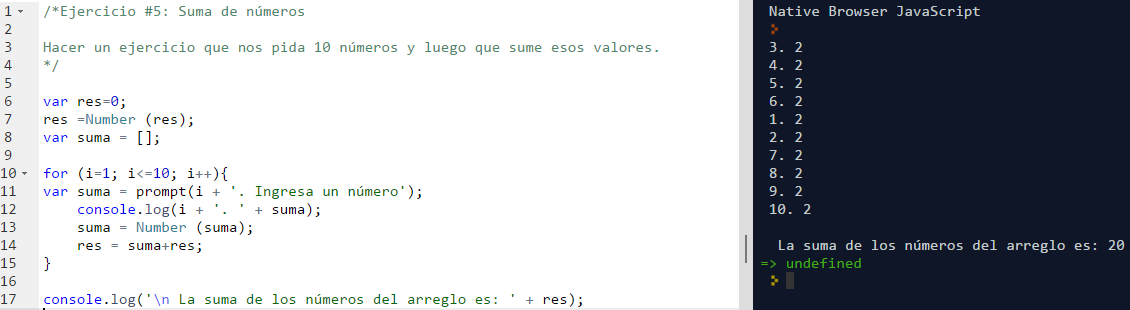 1 /*Ejercicio #5: Suma de números
2
3 Hacer un ejercicio que nos pida 10 números y luego que sume esos valores.
4 */
5
6 var res=0;
7 res =Number (res);
8 var suma = [];
9
10 for (i=1; i<=10; i++){
11 var suma = prompt(i + '. Ingresa un número');
12     console.log(i + '. ' + suma);
13     suma = Number (suma);
14     res = suma+res;
15 }
16
17 console.log('\n La suma de los números del arreglo es: ' + res);
Native Browser JavaScript
3. 2
4. 2
5. 2
6. 2
1. 2
2. 2
7. 2
8. 2
9. 2
10. 2
La suma de los números del arreglo es: 20
=> undefined